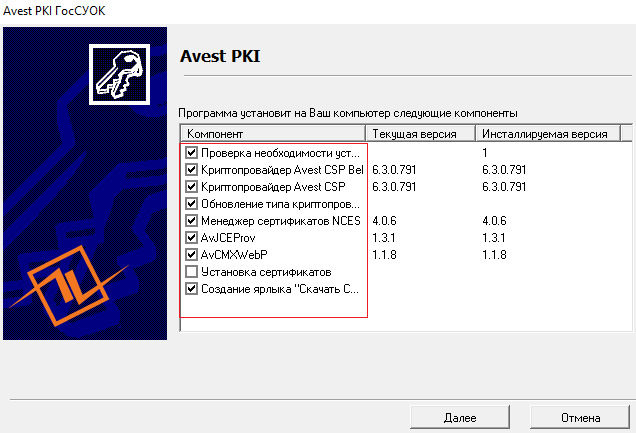 Avest PKI ГосСУОК
Avest PKI
Программа установит на Ваш компьютер следующие компоненты
Компонент Текущая версия Инсталлируемая версия
Проверка необходимости уст... 1
Криптопровайдер Avest CSP Bel 6.3.0.791 6.3.0.791
Криптопровайдер Avest CSP 6.3.0.791 6.3.0.791
Обновление типа криптопров...
Менеджер сертификатов NCES 4.0.6 4.0.6
AvJCEProv 1.3.1 1.3.1
AvCMXWebP 1.1.8 1.1.8
Установка сертификатов
Создание ярлыка "Скачать С...
Далее Отмена